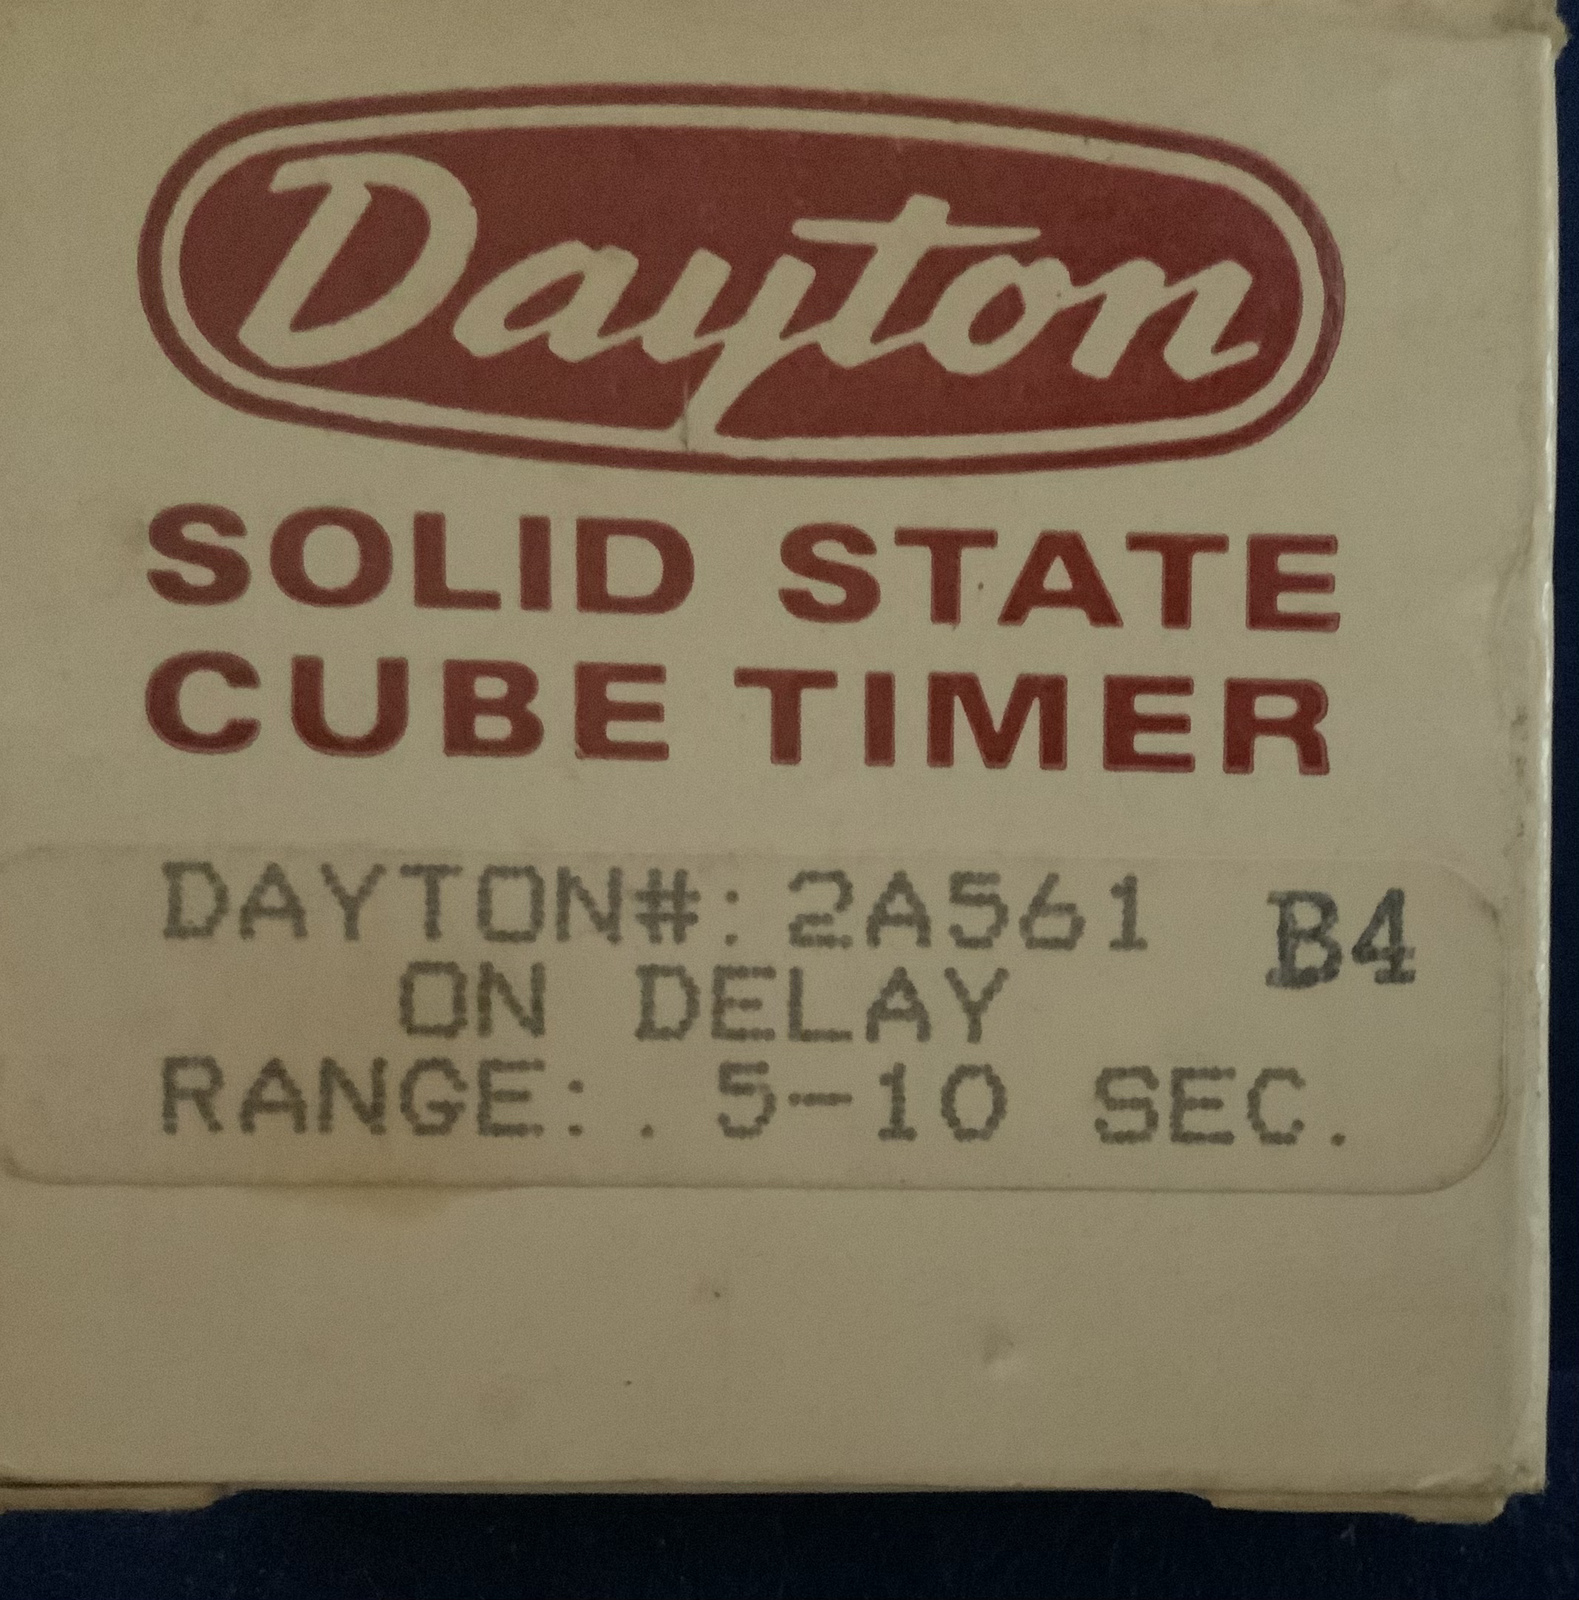 Dayton
SOLID STATE
CUBE TIMER
DAYTON#: 2A561 B4
ON DELAY
RANGE: . 5-10 SEC.